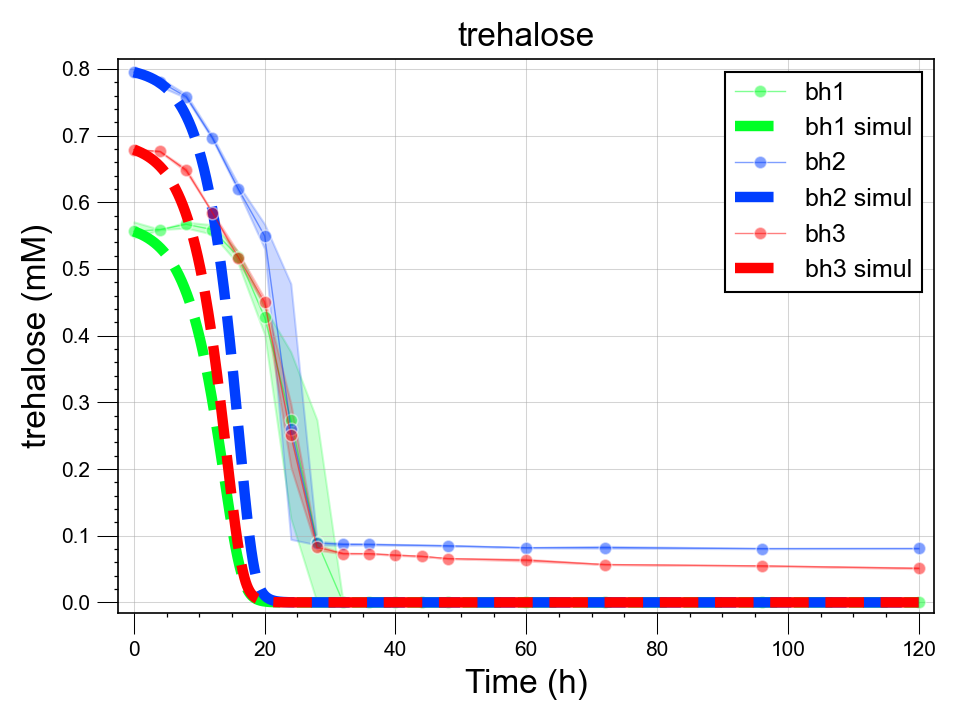 trehalose
trehalose (mM)
0.8
0.7
0.6
0.5
0.4
0.3
0.2
0.1
0.0
bh1
bh1 simul
bh2
bh2 simul
bh3
bh3 simul
0 20 40 60 80 100 120
Time (h)